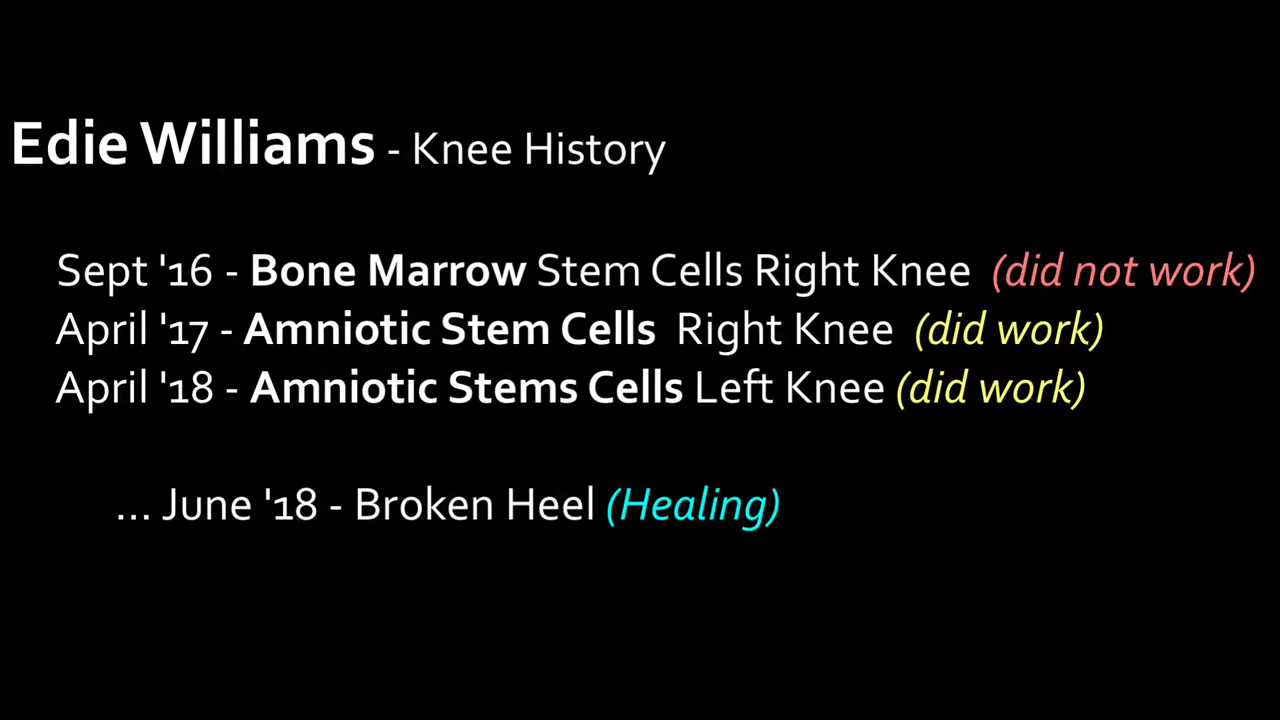 Edie Williams - Knee History
Sept '16 - Bone Marrow Stem Cells Right Knee (did not work)
April '17 - Amniotic Stem Cells Right Knee (did work)
April '18 - Amniotic Stems Cells Left Knee (did work)
... June '18 - Broken Heel (Healing)